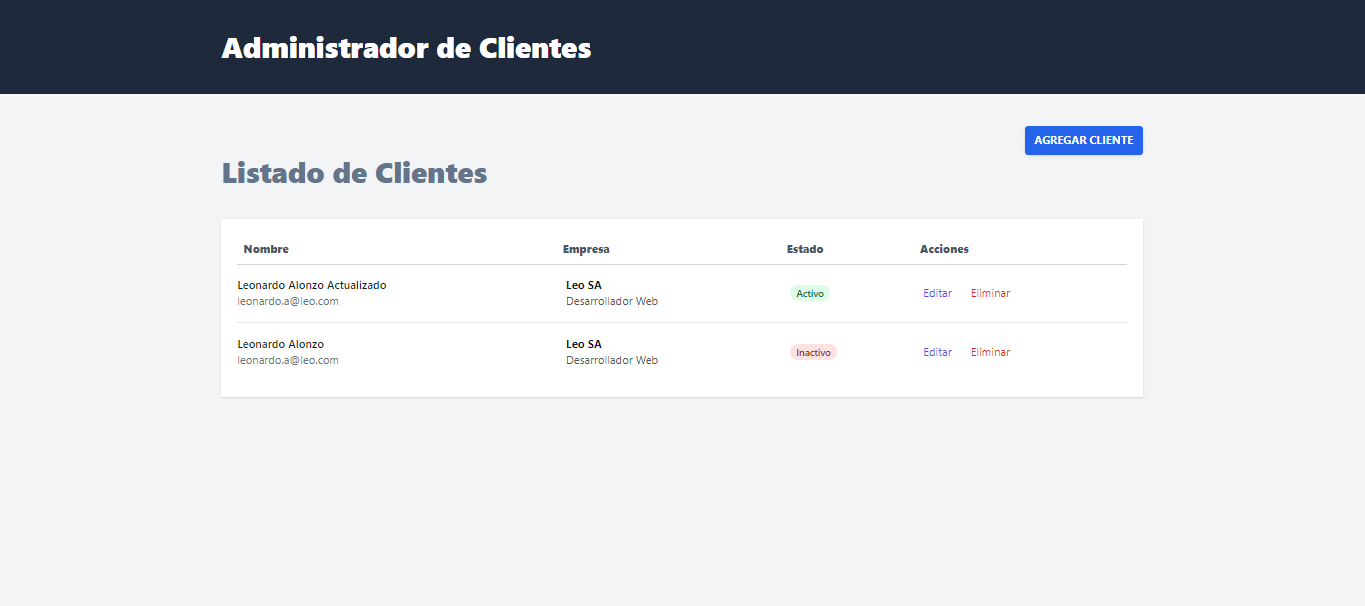 Administrador de Clientes
AGREGAR CLIENTE
Listado de Clientes
Nombre Empresa Estado Acciones
Leonardo Alonzo Actualizado Leo SA
leonardo.a@leo.com Desarrollador Web
Activo Editar Eliminar
Leonardo Alonzo Leo SA
leonardo.a@leo.com Desarrollador Web
Inactivo Editar Eliminar